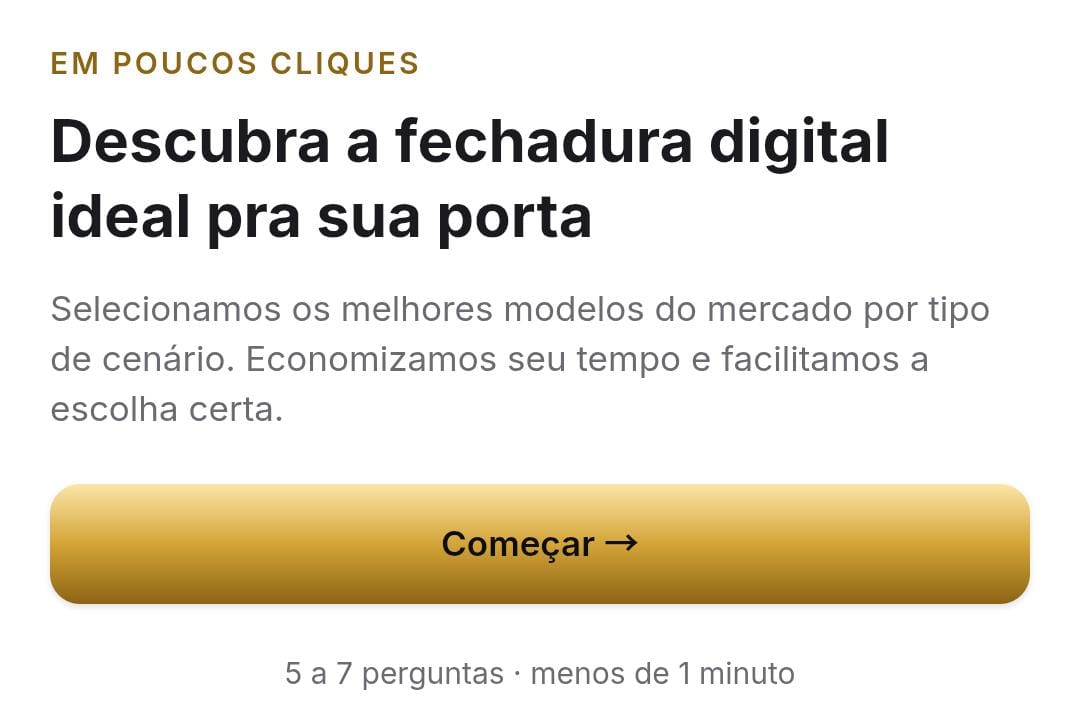 EM POUCOS CLIQUES
Descubra a fechadura digital
ideal pra sua porta
Selecionamos os melhores modelos do mercado por tipo
de cenário. Economizamos seu tempo e facilitamos a
escolha certa.
Começar →
5 a 7 perguntas · menos de 1 minuto